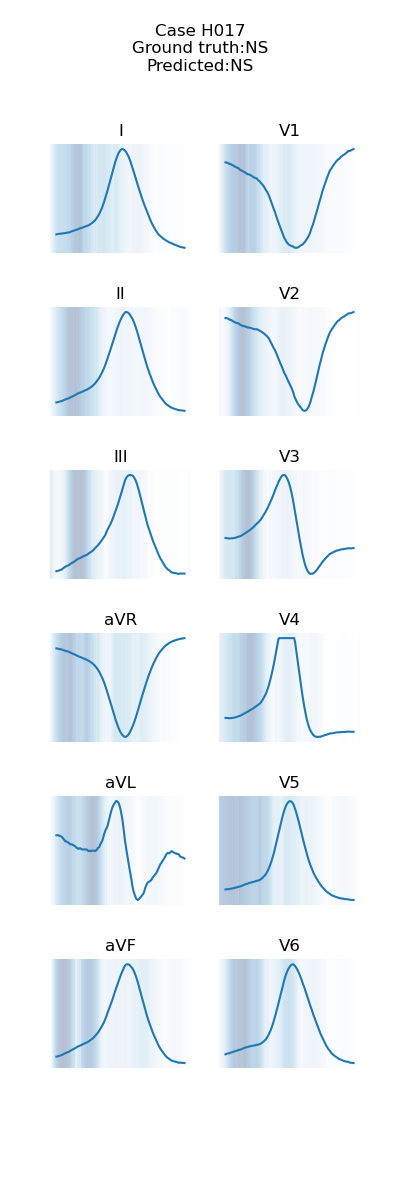 Case H017
Ground truth:NS
Predicted:NS
I
V1
II
V2
III
V3
aVR
V4
aVL
V5
aVF
V6